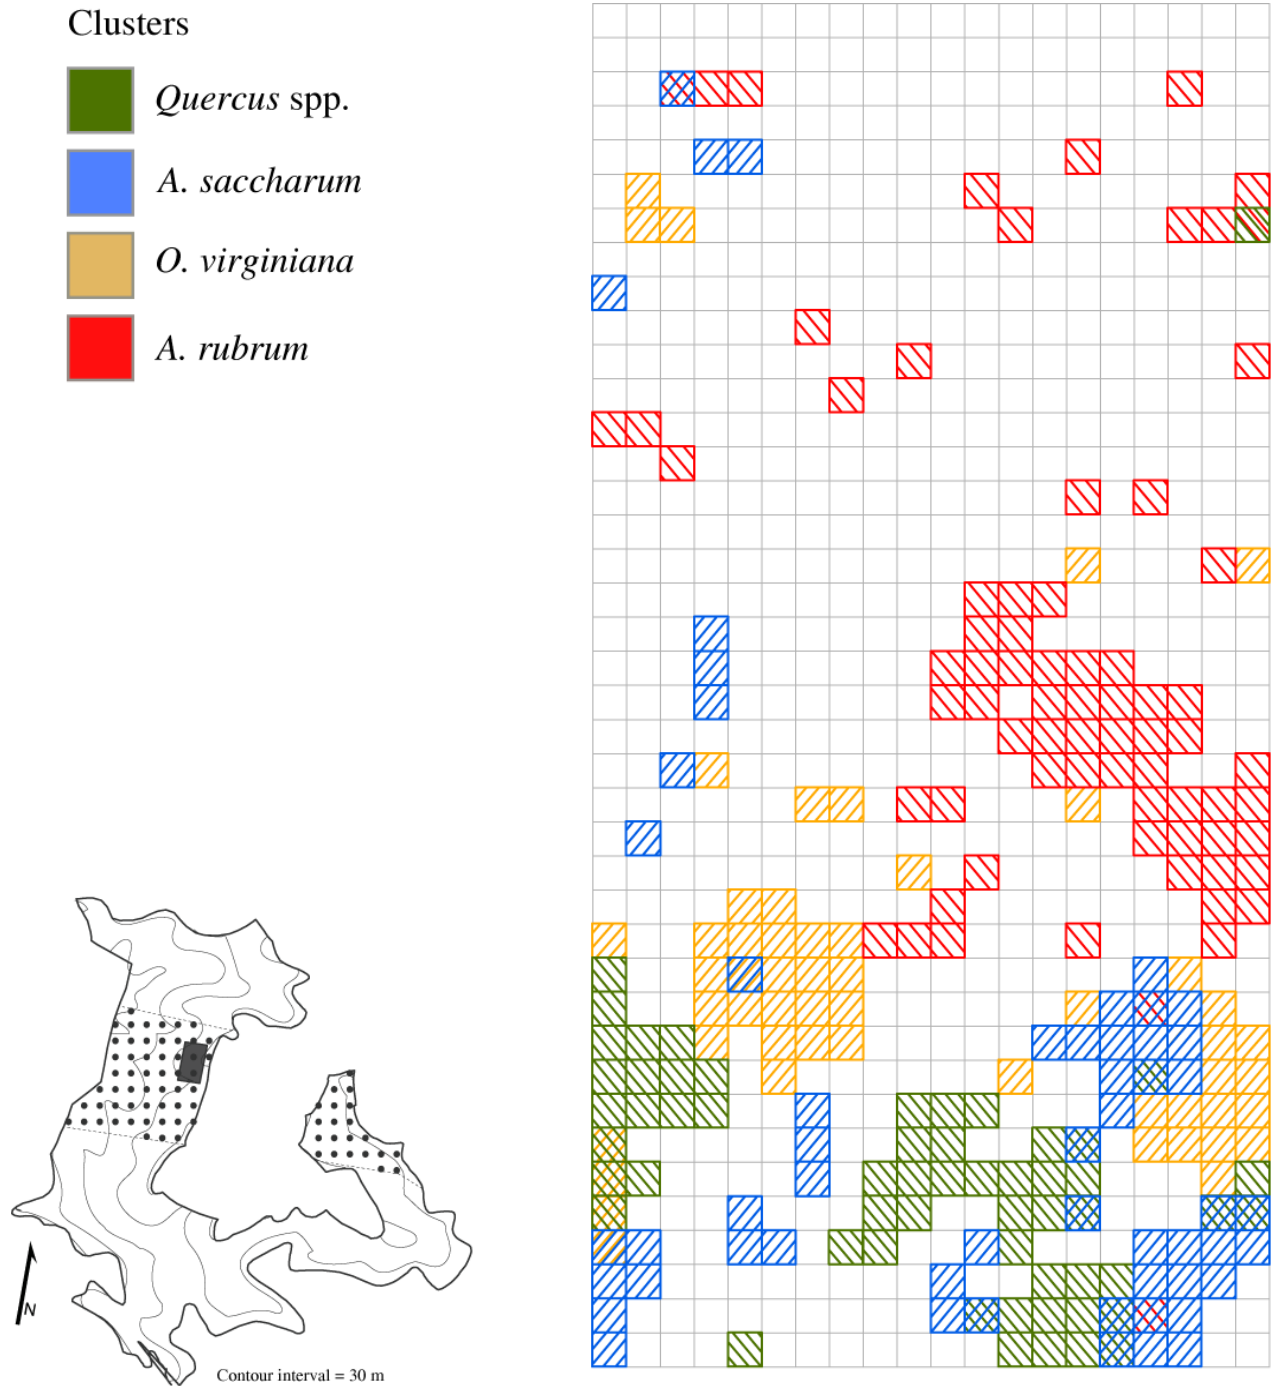 Clusters
Quercus spp.
A. saccharum
O. virginiana
A. rubrum
N
Contour interval = 30 m